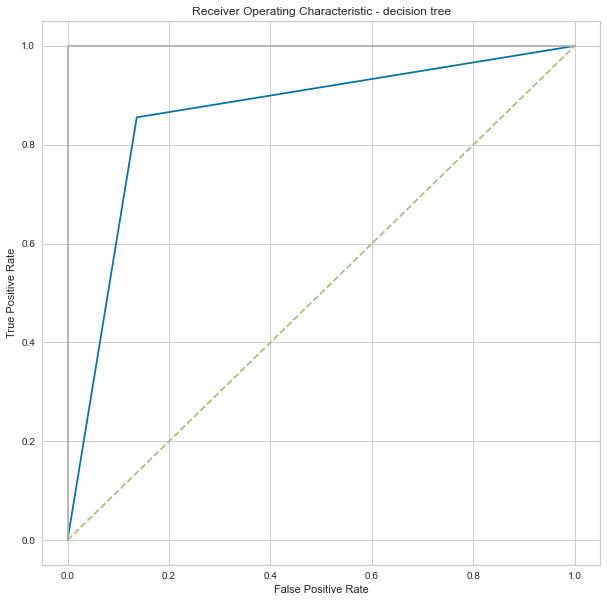 Receiver Operating Characteristic - decision tree
1.0
0.8
0.6
0.4
0.2
0.0
True Positive Rate
0.0 0.2 0.4 0.6 0.8 1.0
False Positive Rate